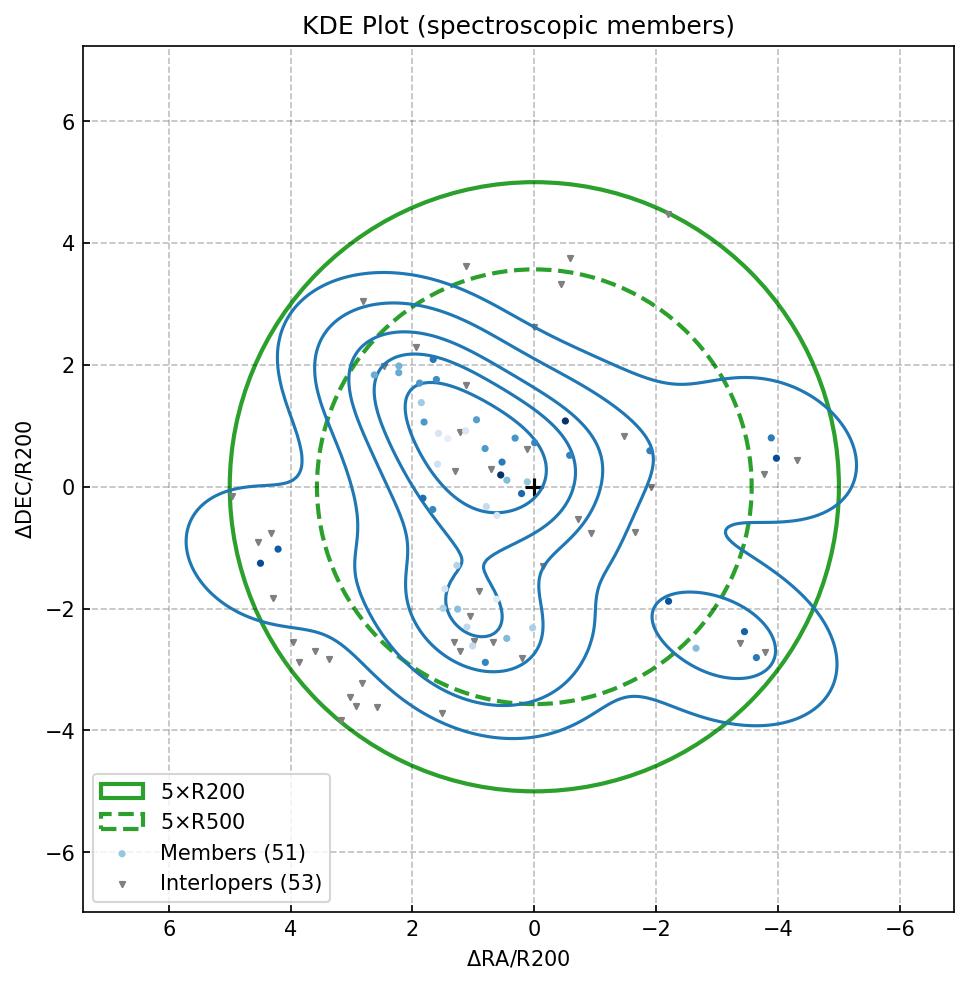 KDE Plot (spectroscopic members)
ΔDEC/R200
6
4
2
0
−2
−4
−6
5×R200
5×R500
Members (51)
Interlopers (53)
6
4
2
0
−2
−4
−6
ΔRA/R200